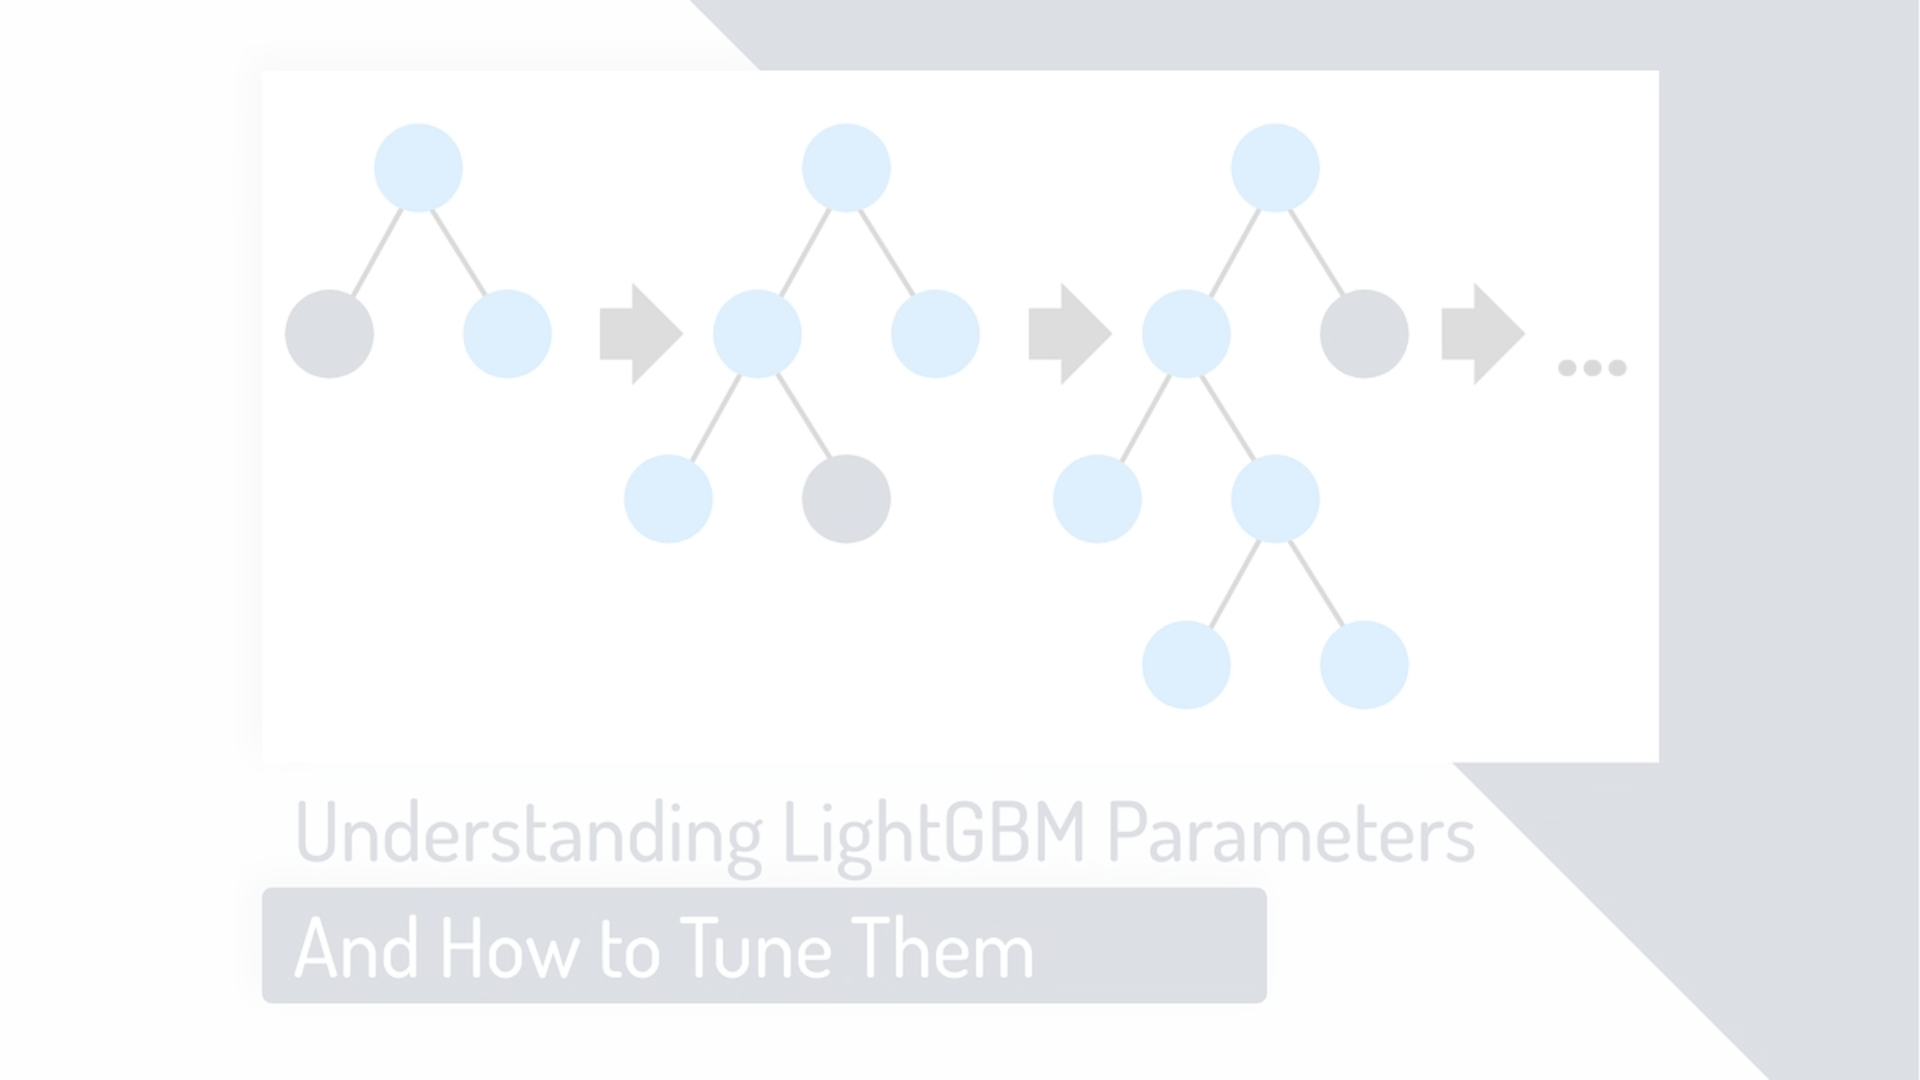 Understanding LightGBM Parameters
And How to Tune Them